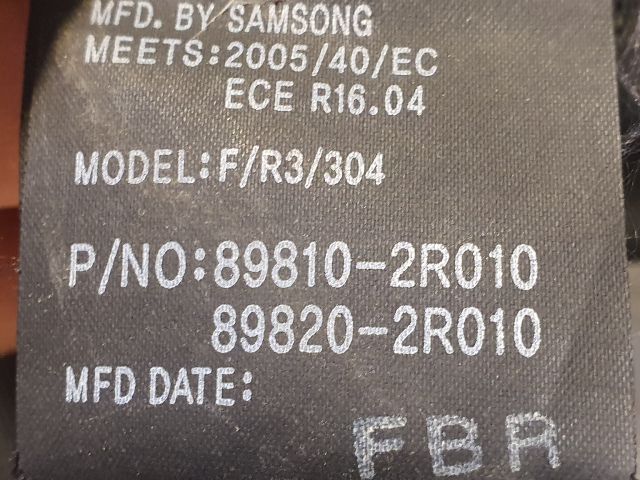 MFD. BY SAMSONG
MEETS:2005/40/EC
ECE R16.04
MODEL:F/R3/304
P/NO:89810-2R010
89820-2R010
MFD DATE:
FBA